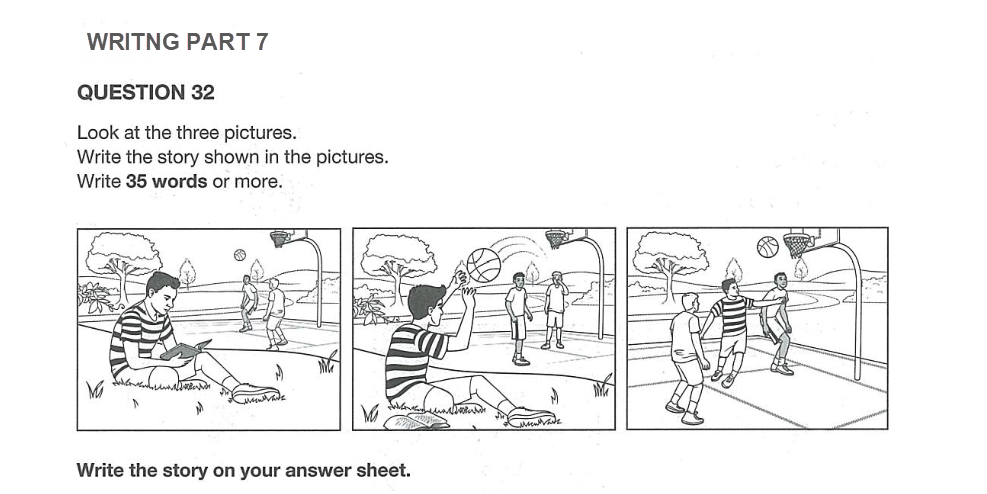 WRITNG PART 7
QUESTION 32
Look at the three pictures.
Write the story shown in the pictures.
Write 35 words or more.
Write the story on your answer sheet.